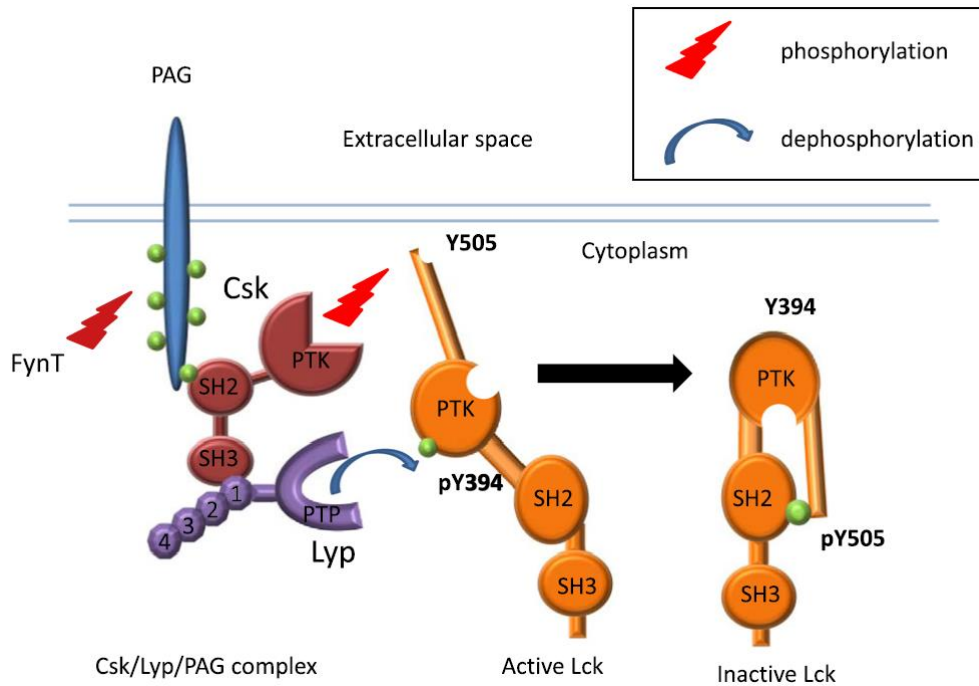 phosphorylation
dephosphorylation
PAG
Extracellular space
Cytoplasm
Y505
Csk
PTK
FynT
SH2
SH3
1
2
3
4
PTP
Lyp
PTK
pY394
SH2
SH3
Y394
PTK
SH2
pY505
SH3
Csk/Lyp/PAG complex
Active Lck
Inactive Lck